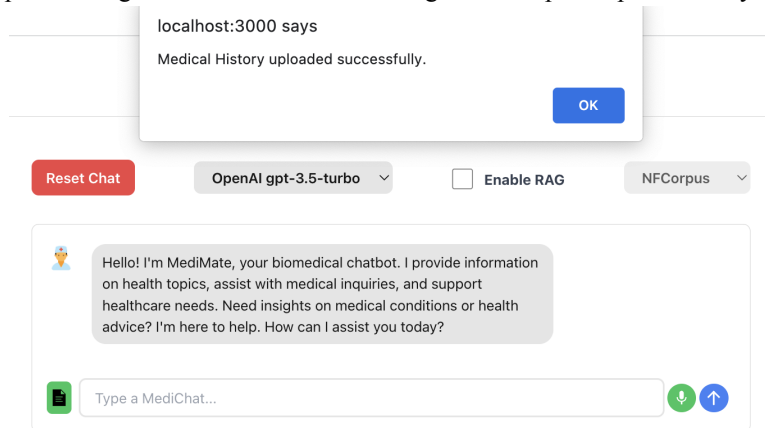 localhost:3000 says
Medical History uploaded successfully.
OK
Reset Chat OpenAI gpt-3.5-turbo Enable RAG NFCorpus
Hello! I'm MediMate, your biomedical chatbot. I provide information
on health topics, assist with medical inquiries, and support
healthcare needs. Need insights on medical conditions or health
advice? I'm here to help. How can I assist you today?
Type a MediChat...